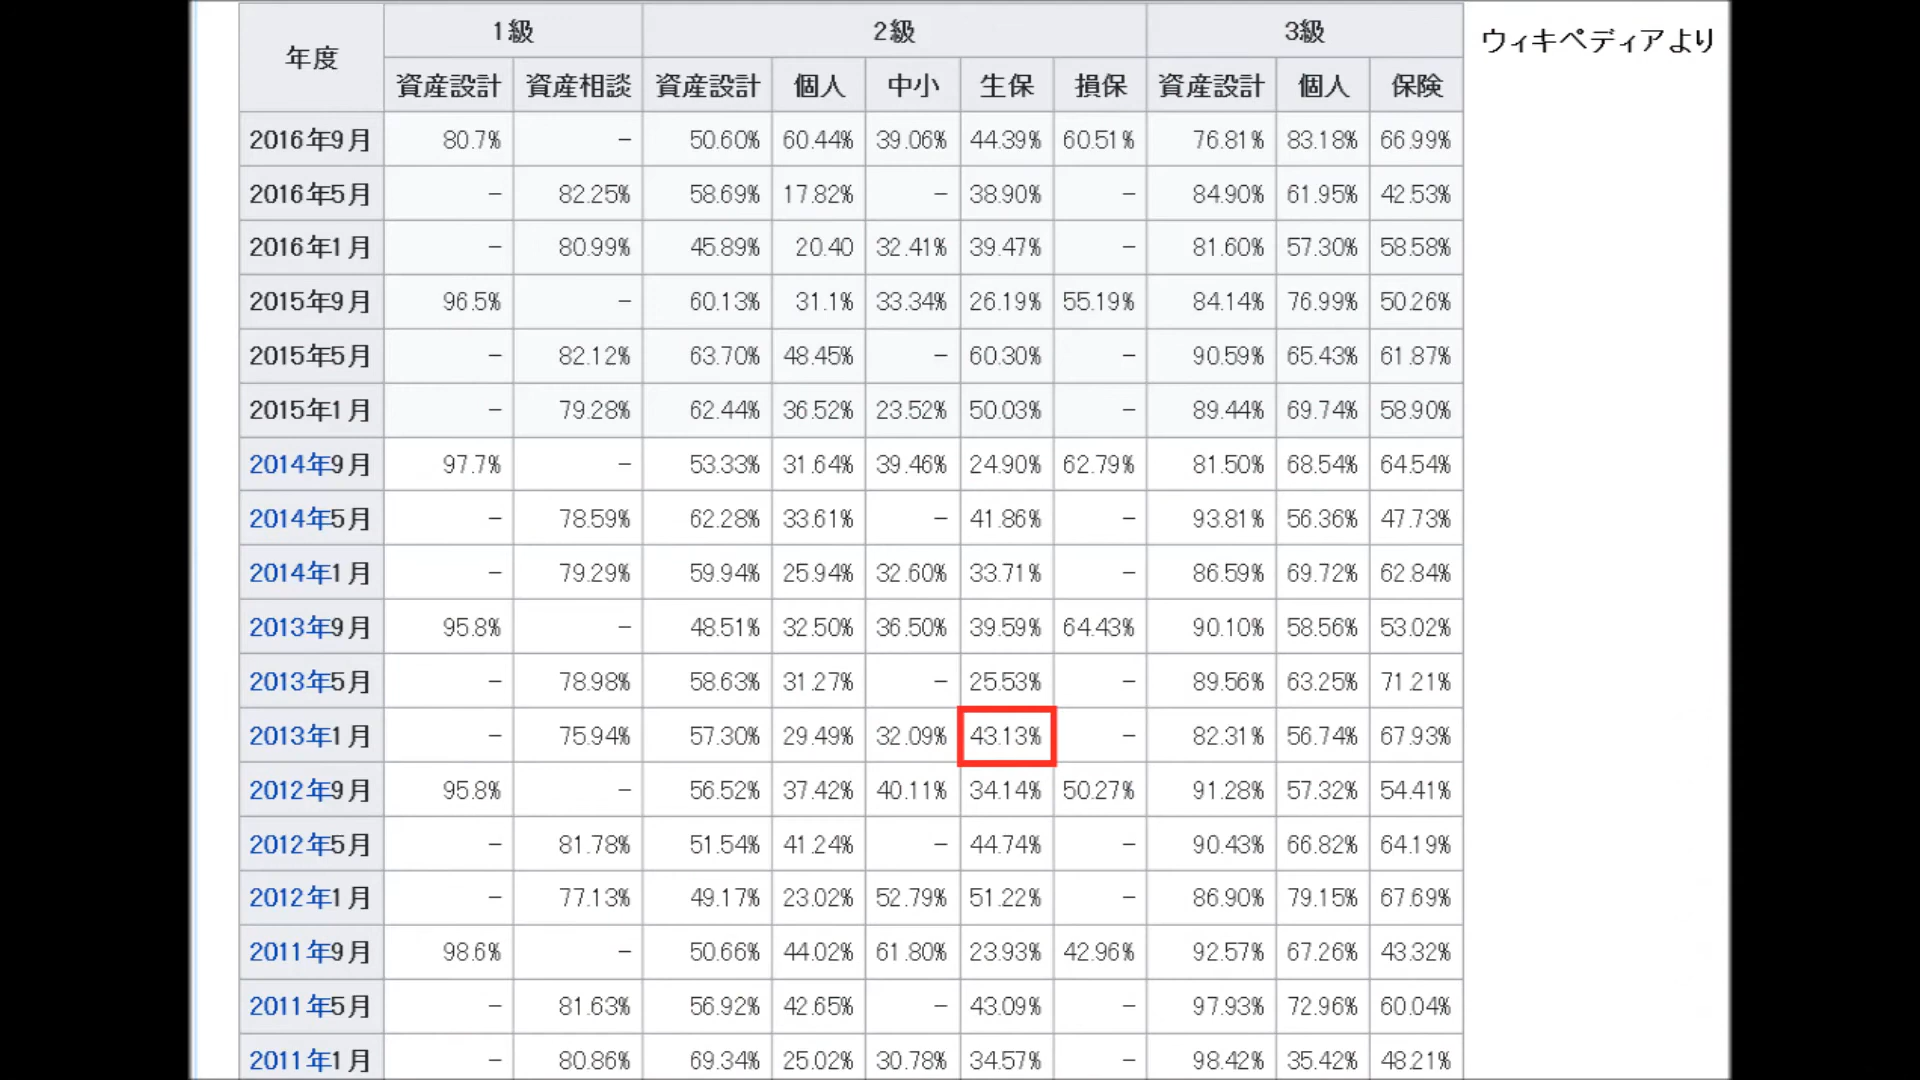 年度 1級 2級 3級 ウィキペディアより
資産設計 資産相談 資産設計 個人 中小 生保 損保 資産設計 個人 保険
2016年9月 80.7% – 50.60% 60.44% 39.06% 44.39% 60.51% 76.81% 83.18% 66.99%
2016年5月 – 82.25% 58.69% 17.82% – 38.90% – 84.90% 61.95% 42.53%
2016年1月 – 80.99% 45.89% 20.40 32.41% 39.47% – 81.60% 57.30% 58.58%
2015年9月 96.5% – 60.13% 31.1% 33.34% 26.19% 55.19% 84.14% 76.99% 50.26%
2015年5月 – 82.12% 63.70% 48.45% – 60.30% – 90.59% 65.43% 61.87%
2015年1月 – 79.28% 62.44% 36.52% 23.52% 50.03% – 89.44% 69.74% 58.90%
2014年9月 97.7% – 53.33% 31.64% 39.46% 24.90% 62.79% 81.50% 68.54% 64.54%
2014年5月 – 78.59% 62.28% 33.61% – 41.86% – 93.81% 56.36% 47.73%
2014年1月 – 79.29% 59.94% 25.94% 32.60% 33.71% – 86.59% 69.72% 62.84%
2013年9月 95.8% – 48.51% 32.50% 36.50% 39.59% 64.43% 90.10% 58.56% 53.02%
2013年5月 – 78.98% 58.63% 31.27% – 25.53% – 89.56% 63.25% 71.21%
2013年1月 – 75.94% 57.30% 29.49% 32.09% 43.13% – 82.31% 56.74% 67.93%
2012年9月 95.8% – 56.52% 37.42% 40.11% 34.14% 50.27% 91.28% 57.32% 54.41%
2012年5月 – 81.78% 51.54% 41.24% – 44.74% – 90.43% 66.82% 64.19%
2012年1月 – 77.13% 49.17% 23.02% 52.79% 51.22% – 86.90% 79.15% 67.69%
2011年9月 98.6% – 50.66% 44.02% 61.80% 23.93% 42.96% 92.57% 67.26% 43.32%
2011年5月 – 81.63% 56.92% 42.65% – 43.09% – 97.93% 72.96% 60.04%
2011年1月 – 80.86% 69.34% 25.02% 30.78% 34.57% – 98.42% 35.42% 48.21%